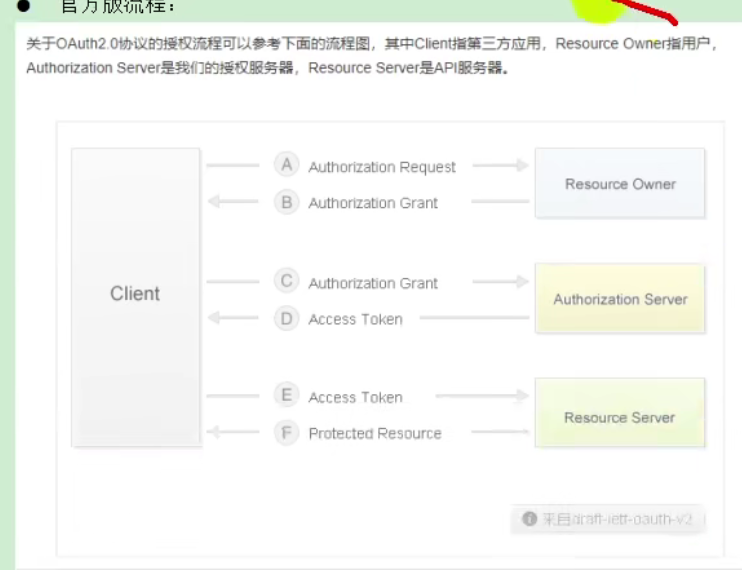 ● 官方版流程：
关于OAuth2.0协议的授权流程可以参考下面的流程图，其中Client指第三方应用，Resource Owner指用户，
Authorization Server是我们的授权服务器，Resource Server是API服务器。
Client
A Authorization Request
B Authorization Grant
Resource Owner
C Authorization Grant
D Access Token
Authorization Server
E Access Token
F Protected Resource
Resource Server
来自draft-ietf-oauth-v2